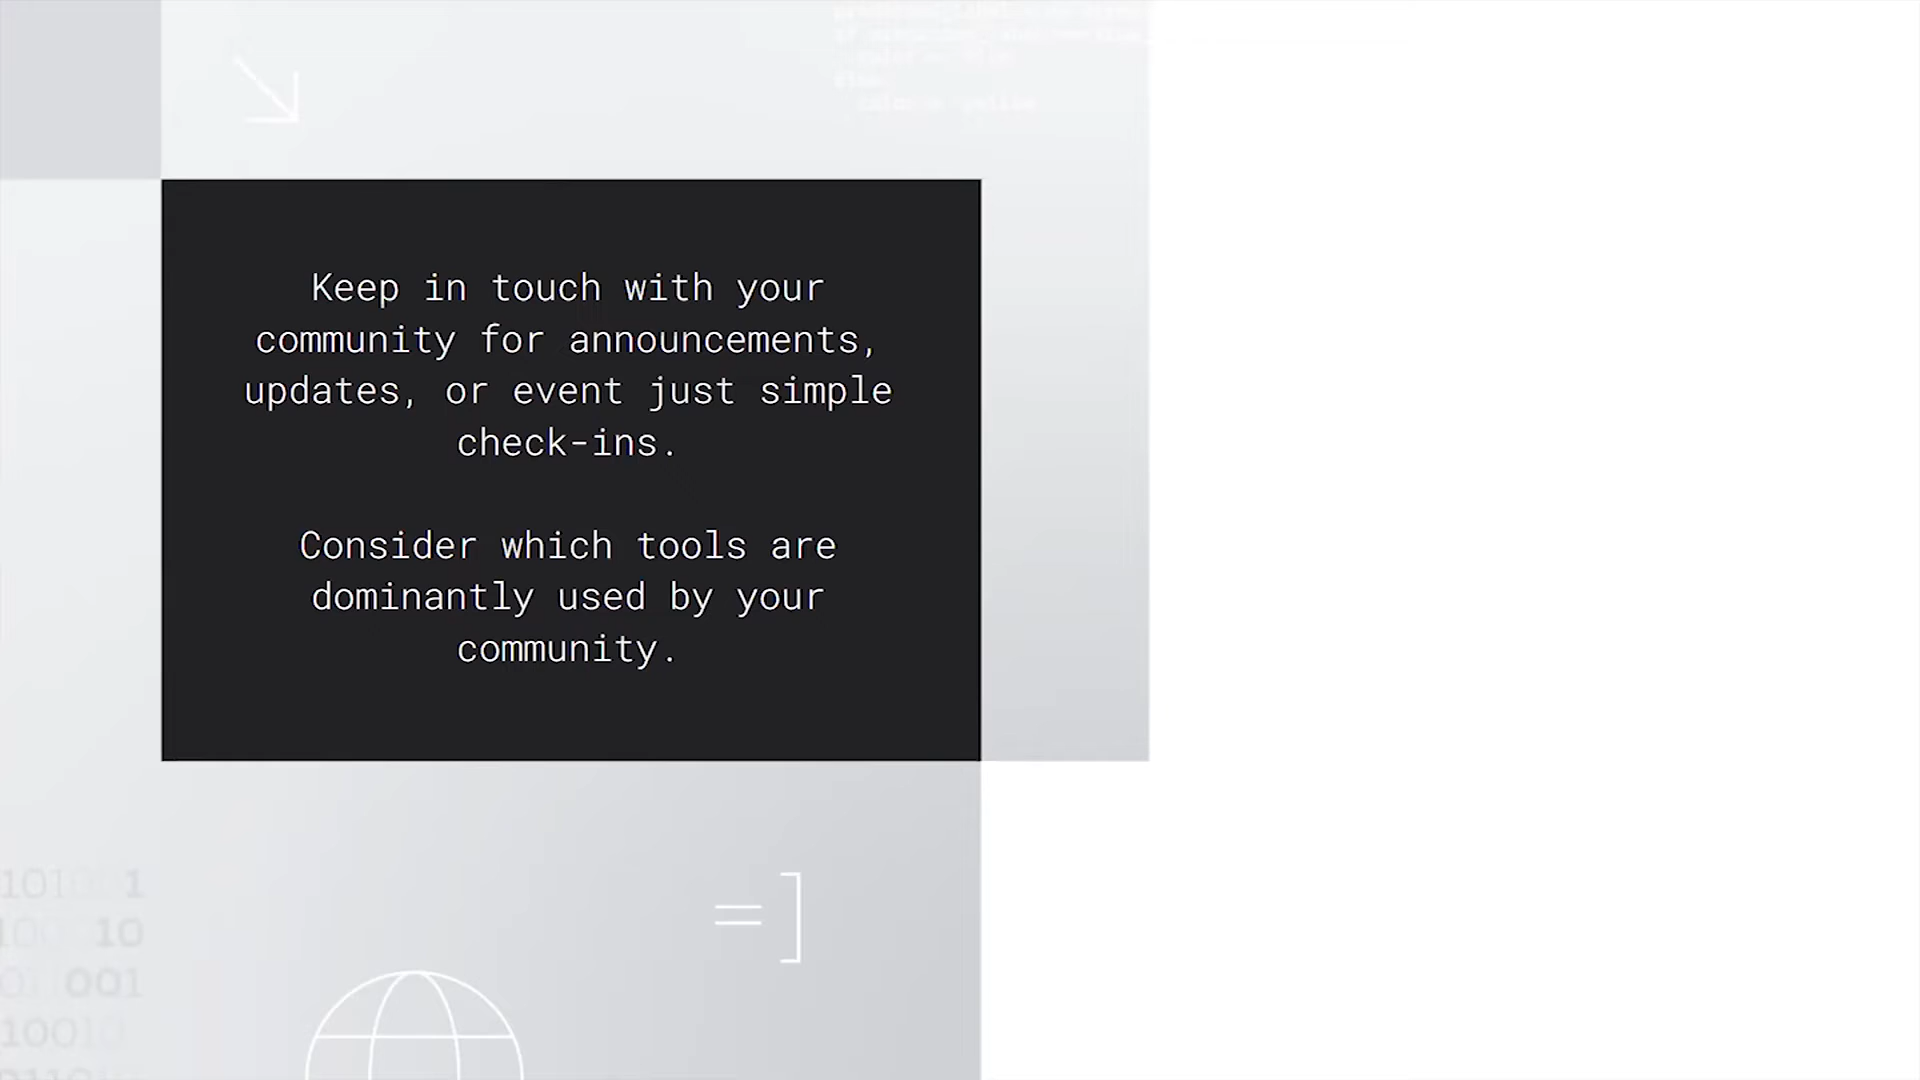 Keep in touch with your
community for announcements,
updates, or event just simple
check-ins.
Consider which tools are
dominantly used by your
community.
=]